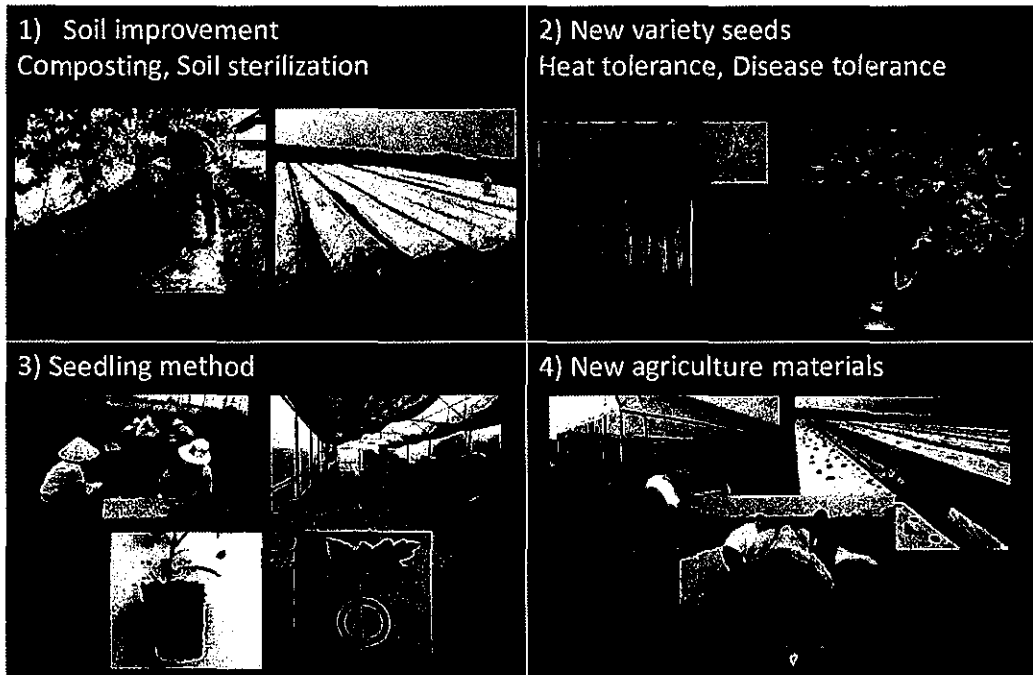 1) Soil improvement
Composting, Soil sterilization
2) New variety seeds
Heat tolerance, Disease tolerance
3) Seedling method
4) New agriculture materials